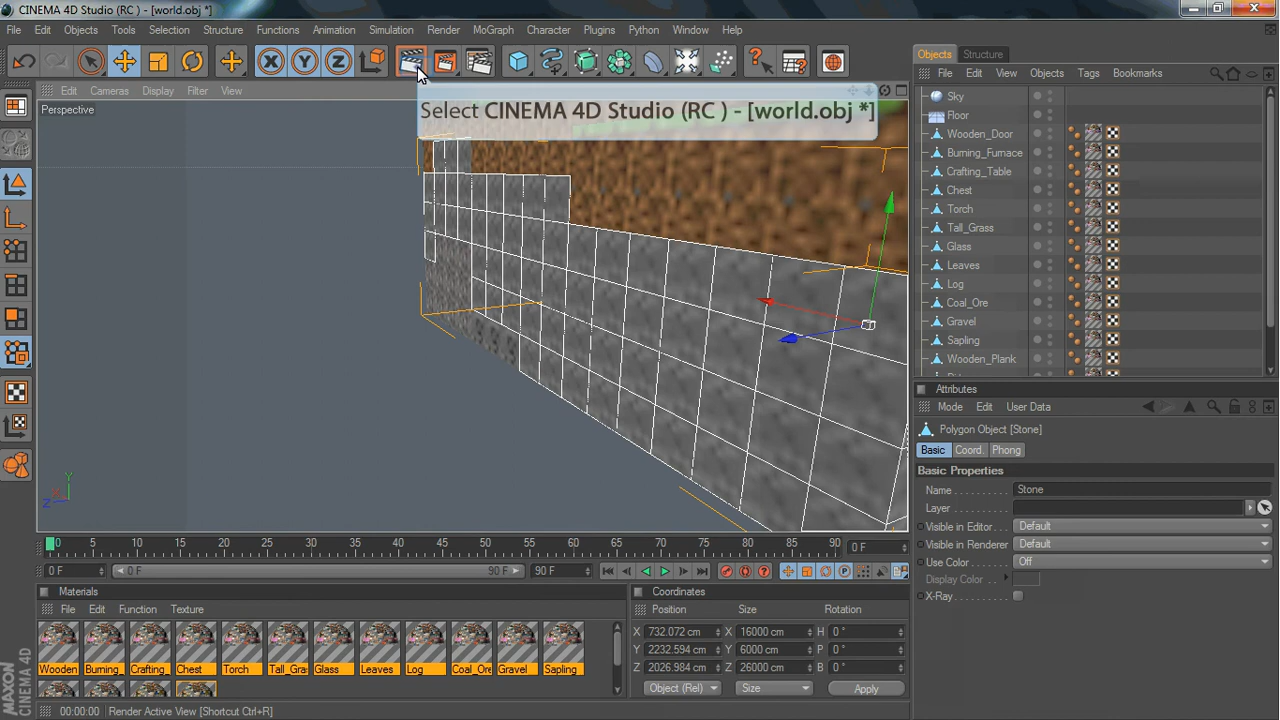 CINEMA 4D Studio (RC ) - [world.obj *]
File Edit Objects Tools Selection Structure Functions Animation Simulation Render MoGraph Character Plugins Python Window Help
Edit Cameras Display Filter View
Perspective
Select CINEMA 4D Studio (RC ) - [world.obj *]
X Y Z
Y
X
Z
0 5 10 15 20 25 30 35 40 45 50 55 60 65 70 75 80 85 90
0 F
0 F 0 F 90 F 90 F
Materials
File Edit Function Texture
Wooden Burning_ Crafting_ Chest Torch Tall_Gras Glass Leaves Log Coal_Ore Gravel Sapling
Coordinates
Position Size Rotation
X 732.072 cm X 16000 cm H 0 °
Y 2232.594 cm Y 6000 cm P 0 °
Z 2026.984 cm Z 26000 cm B 0 °
Object (Rel) Size Apply
MAXON
CINEMA 4D
00:00:00 Render Active View [Shortcut Ctrl+R]
Objects Structure
File Edit View Objects Tags Bookmarks
Sky
Floor
Wooden_Door
Burning_Furnace
Crafting_Table
Chest
Torch
Tall_Grass
Glass
Leaves
Log
Coal_Ore
Gravel
Sapling
Wooden_Plank
Attributes
Mode Edit User Data
Polygon Object [Stone]
Basic Coord. Phong
Basic Properties
Name Stone
Layer
Visible in Editor Default
Visible in Renderer Default
Use Color Off
Display Color
X-Ray